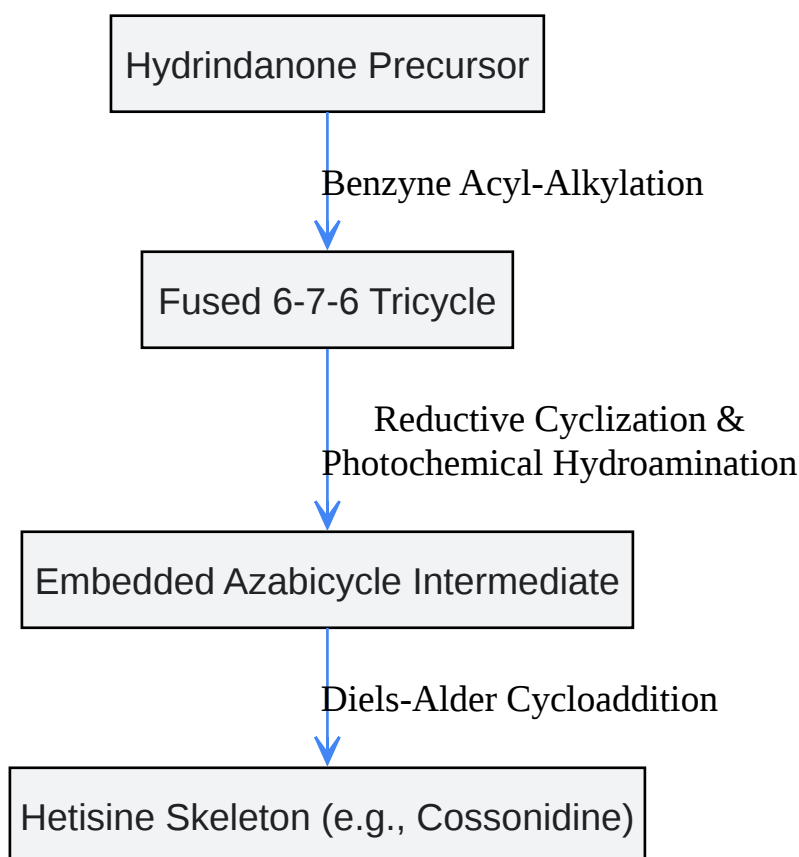 Hydrindanone Precursor
Benzyne Acyl-Alkylation
Fused 6-7-6 Tricycle
Reductive Cyclization &
Photochemical Hydroamination
Embedded Azabicycle Intermediate
Diels-Alder Cycloaddition
Hetisine Skeleton (e.g., Cossonidine)